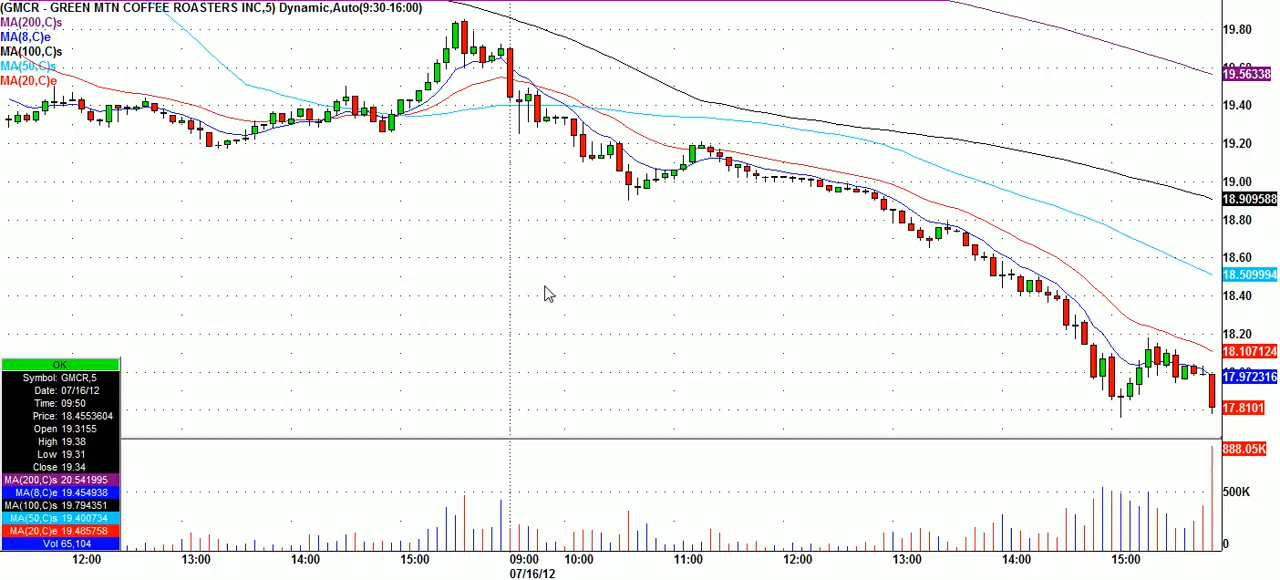 (GMCR - GREEN MTN COFFEE ROASTERS INC,5) Dynamic,Auto(9:30-16:00)
MA(200,C)s
MA(8,C)e
MA(100,C)s
MA(50,C)s
MA(20,C)e
19.80
19.60
19.56338
19.40
19.20
19.00
18.909588
18.80
18.60
18.509994
18.40
18.20
18.107124
18.00
17.972316
17.8101
OK
Symbol: GMCR,5
Date: 07/16/12
Time: 09:50
Price: 18.4553604
Open 19.3155
High 19.38
Low 19.31
Close 19.34
MA(200,C)s 20.541995
MA(8,C)e 19.454938
MA(100,C)s 19.794351
MA(50,C)s 19.400734
MA(20,C)e 19.485758
Vol 65,104
888.05K
500K
0
12:00 13:00 14:00 15:00 09:00 10:00 11:00 12:00 13:00 14:00 15:00
07/16/12